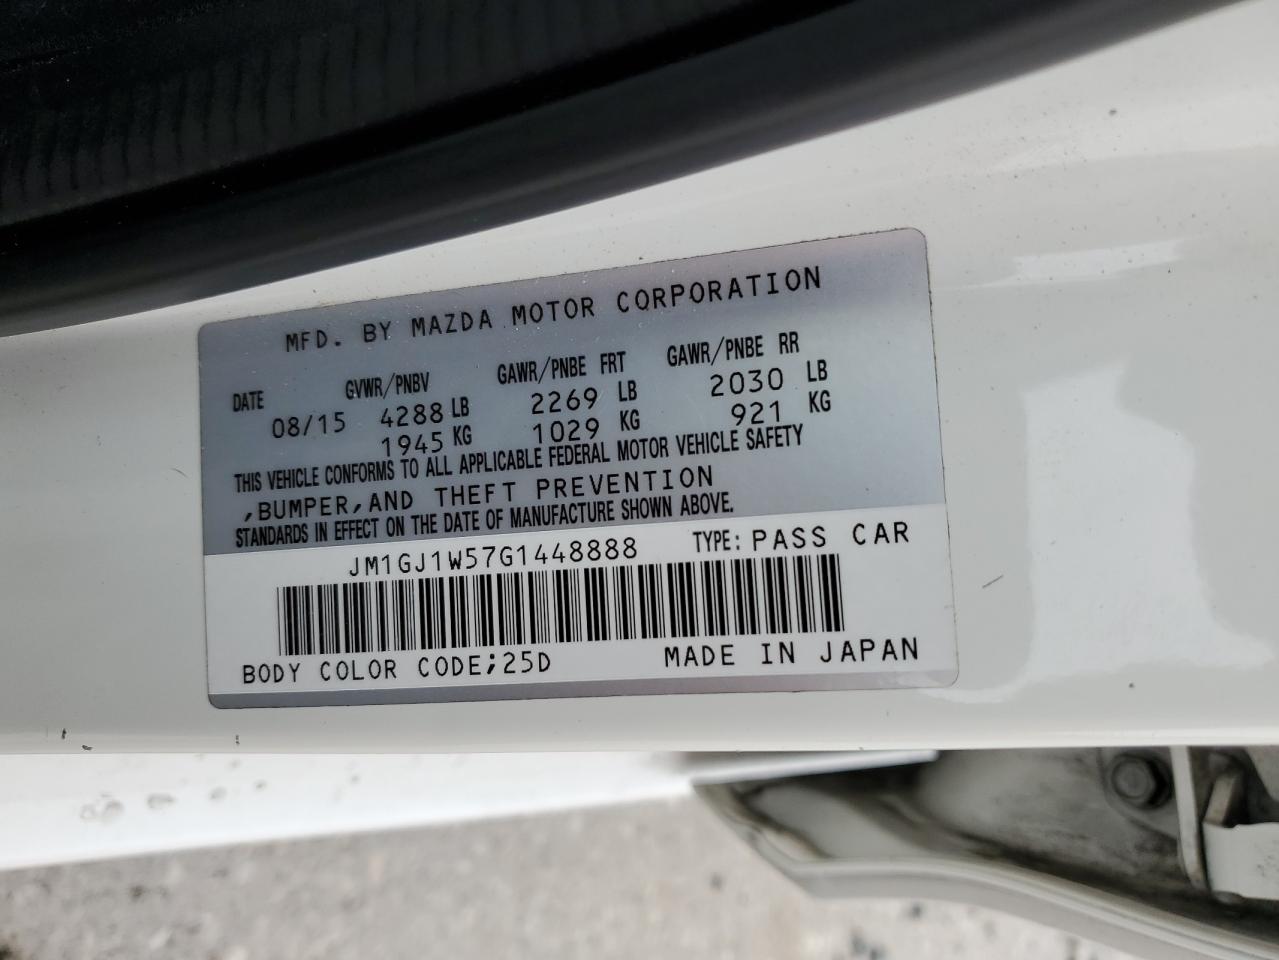 MFD. BY MAZDA MOTOR CORPORATION
DATE GVWR/PNBV GAWR/PNBE FRT GAWR/PNBE RR
08/15 4288 LB 2269 LB 2030 LB
1945 KG 1029 KG 921 KG
THIS VEHICLE CONFORMS TO ALL APPLICABLE FEDERAL MOTOR VEHICLE SAFETY
,BUMPER,AND THEFT PREVENTION
STANDARDS IN EFFECT ON THE DATE OF MANUFACTURE SHOWN ABOVE.
JM1GJ1W57G1448888 TYPE: PASS CAR
BODY COLOR CODE;25D MADE IN JAPAN